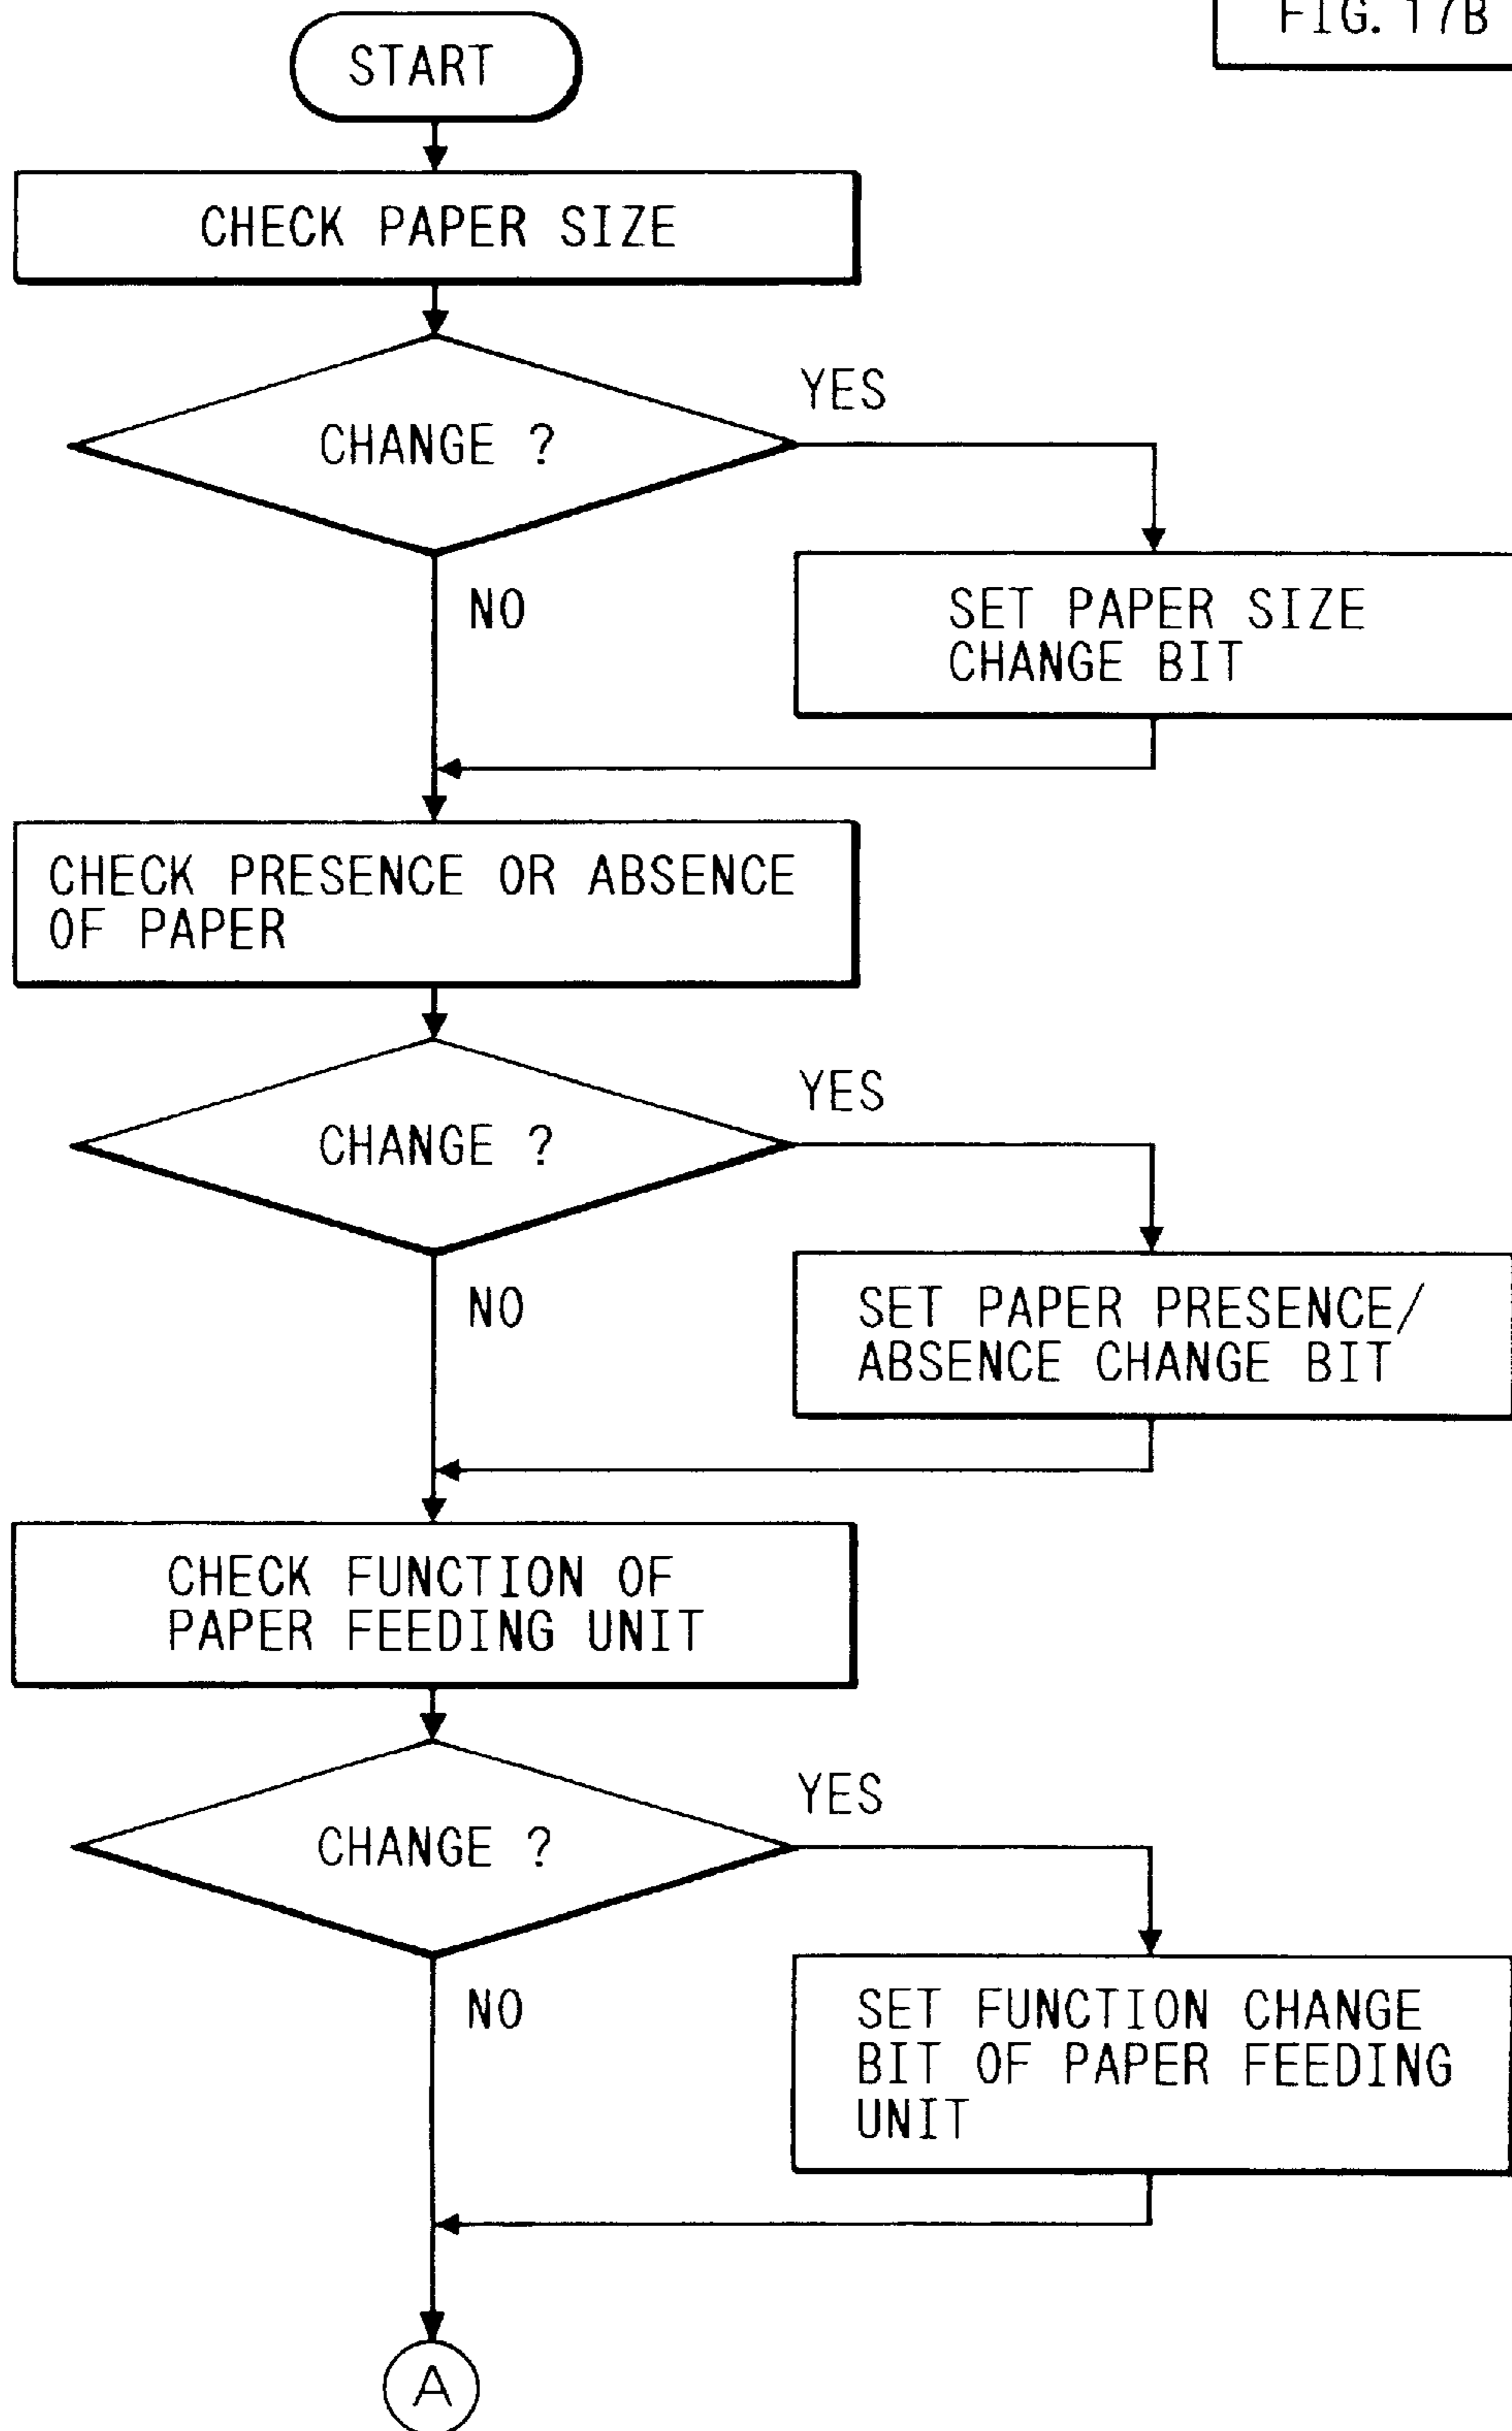 FIG. 17B
START
CHECK PAPER SIZE
CHANGE ?
YES
NO
SET PAPER SIZE
CHANGE BIT
CHECK PRESENCE OR ABSENCE
OF PAPER
CHANGE ?
YES
NO
SET PAPER PRESENCE/
ABSENCE CHANGE BIT
CHECK FUNCTION OF
PAPER FEEDING UNIT
CHANGE ?
YES
NO
SET FUNCTION CHANGE
BIT OF PAPER FEEDING
UNIT
A